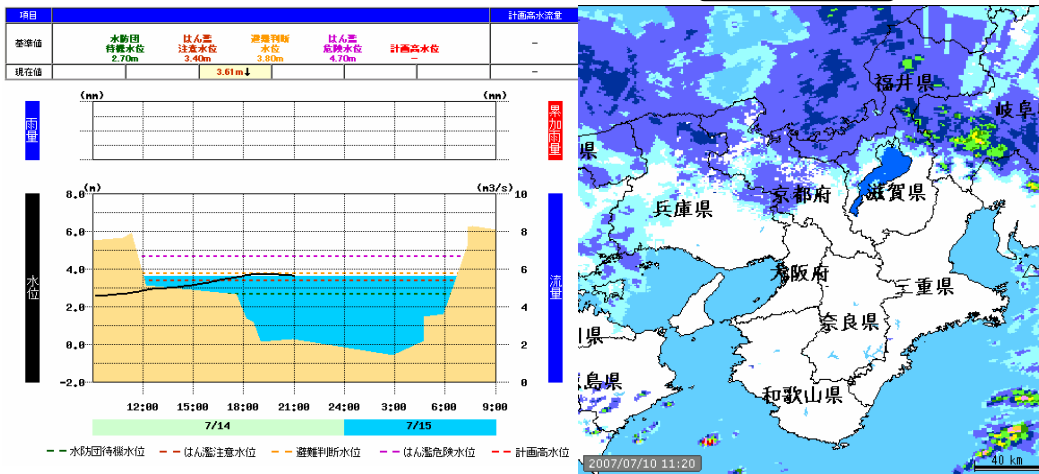 項目
計画高水流量
基準値
水防団
待機水位
2.70m
はん濫
注意水位
3.40m
避難判断
水位
3.80m
はん濫
危険水位
4.70m
計画高水位
−
−
現在値
3.61m↓
−
(mm)
(mm)
雨量
累加雨量
(m)
(m3/s)
8.0
6.0
4.0
2.0
0.0
-2.0
10
8
6
4
2
0
水位
流量
12:00
15:00
18:00
21:00
24:00
3:00
6:00
9:00
7/14
7/15
水防団待機水位
はん濫注意水位
避難判断水位
はん濫危険水位
計画高水位
福井県
岐阜
県
京都府
滋賀県
兵庫県
大阪府
三重県
奈良県
川県
島県
和歌山県
2007/07/10 11:20
40 km